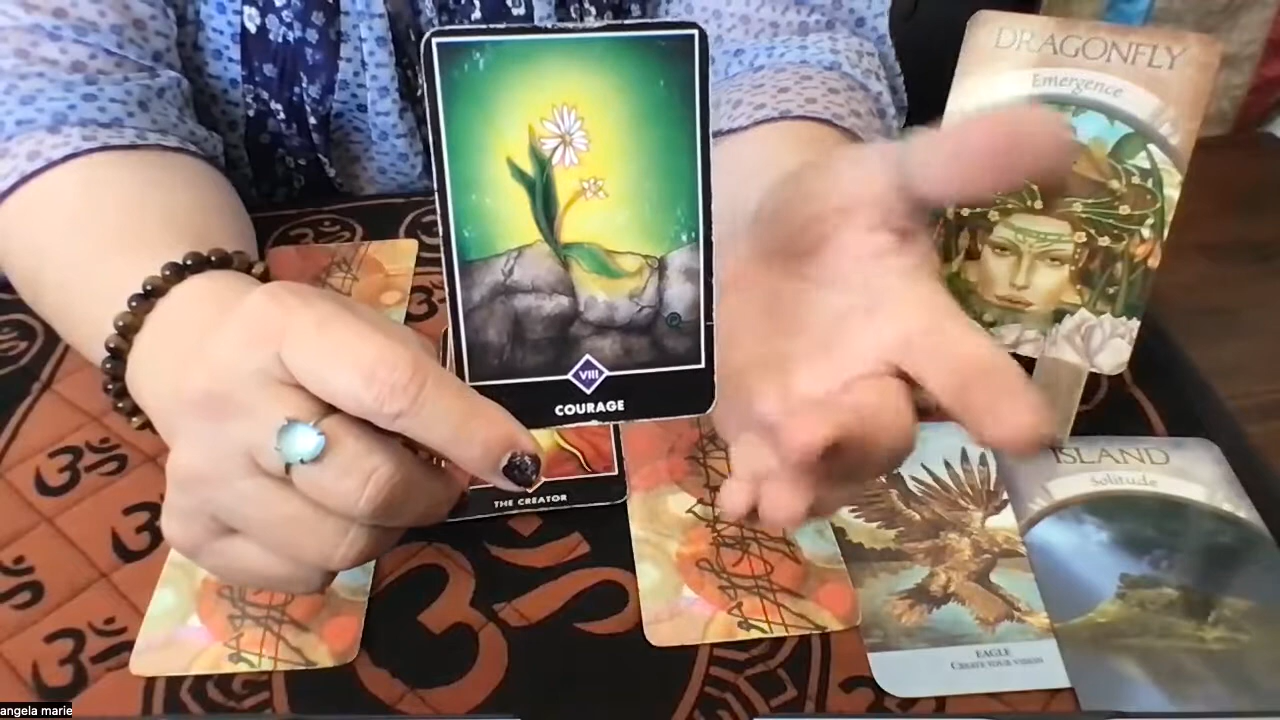 DRAGONFLY
Emergence
VIII
COURAGE
THE CREATOR
ISLAND
Solitude
EAGLE
CREATE YOUR VISION
angela marie